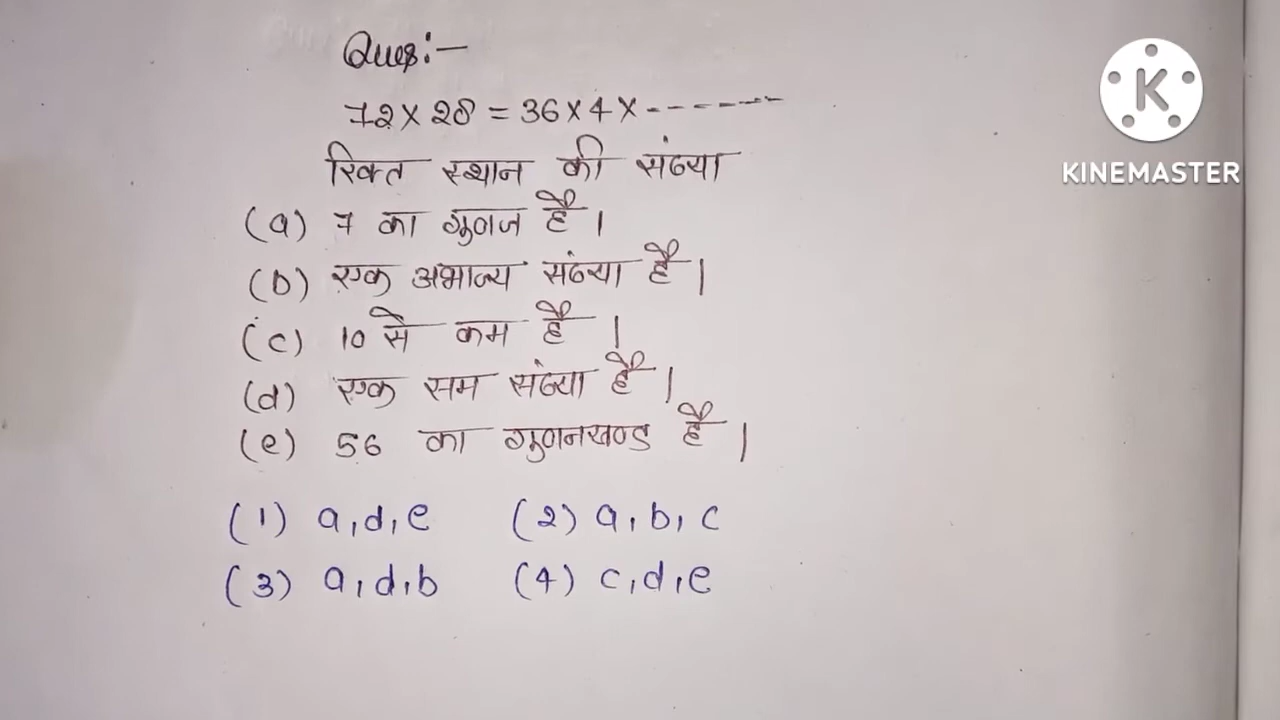 Ques:-
72 × 28 = 36 × 4 × -------
रिक्त स्थान की संख्या
(a) 7 का गुणज है।
(b) एक अभाज्य संख्या है।
(c) 10 से कम है।
(d) एक सम संख्या है।
(e) 56 का गुणनखण्ड है।
(1) a, d, e (2) a, b, c
(3) a, d, b (4) c, d, e
K
KINEMASTER